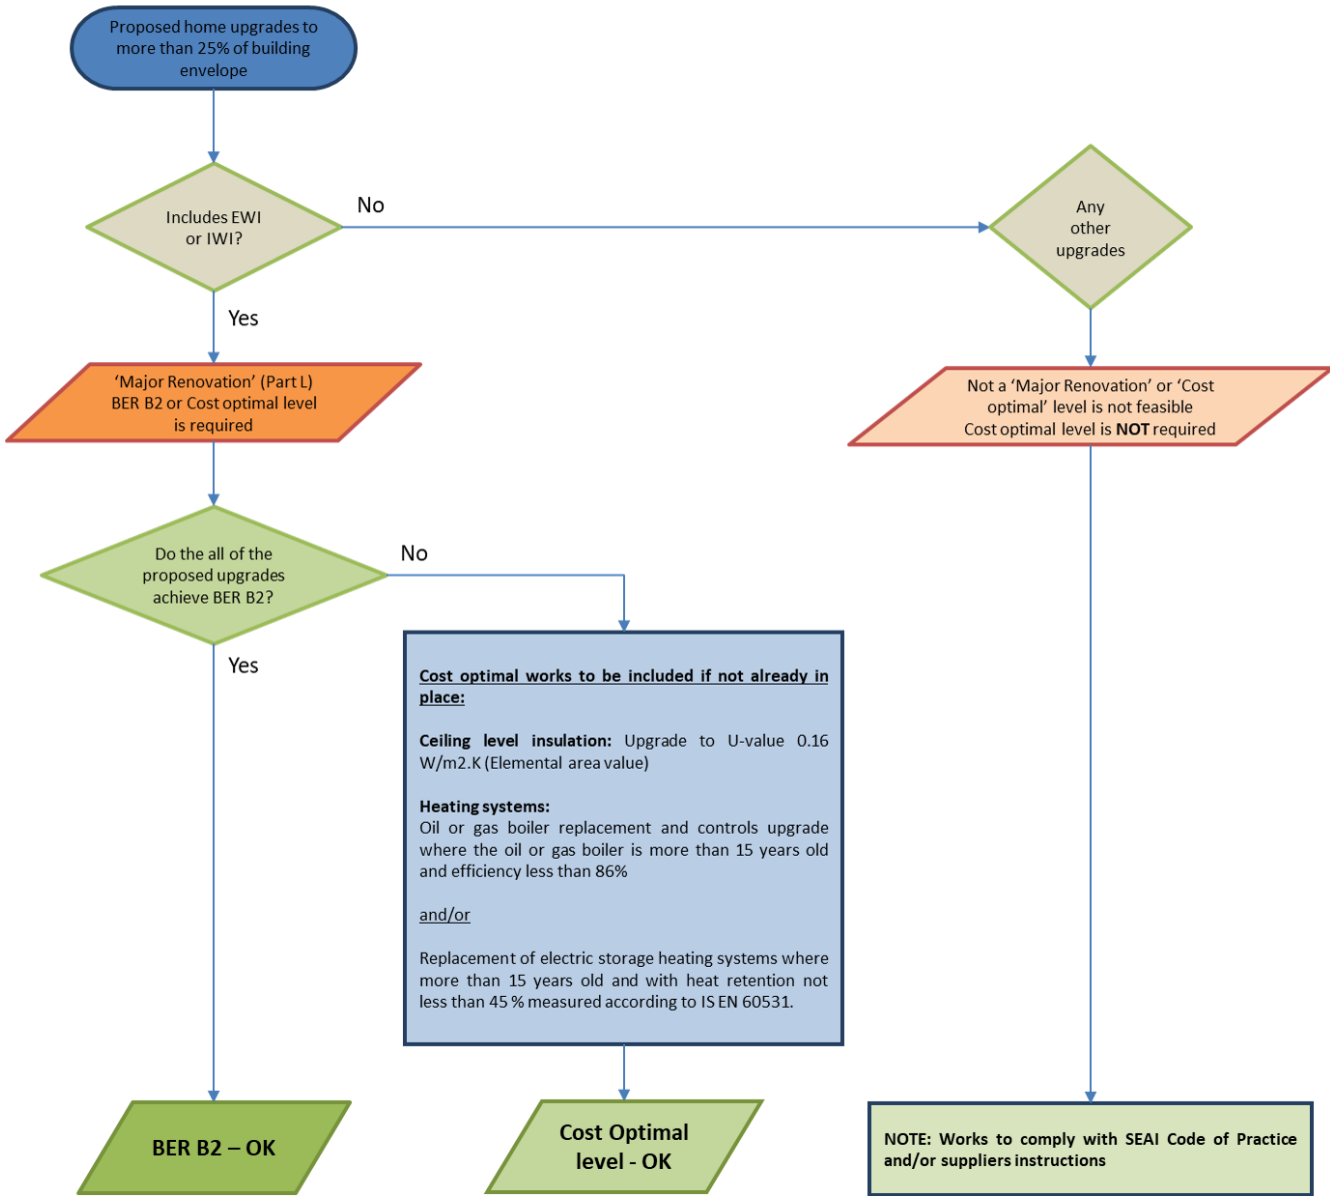 Proposed home upgrades to
more than 25% of building
envelope
Includes EWI
or IWI?
No
Any
other
upgrades
Yes
‘Major Renovation’ (Part L)
BER B2 or Cost optimal level
is required
Not a ‘Major Renovation’ or ‘Cost
optimal’ level is not feasible
Cost optimal level is NOT required
Do the all of the
proposed upgrades
achieve BER B2?
No
Yes
Cost optimal works to be included if not already in
place:
Ceiling level insulation: Upgrade to U-value 0.16
W/m2.K (Elemental area value)
Heating systems:
Oil or gas boiler replacement and controls upgrade
where the oil or gas boiler is more than 15 years old
and efficiency less than 86%
and/or
Replacement of electric storage heating systems where
more than 15 years old and with heat retention not
less than 45 % measured according to IS EN 60531.
BER B2 – OK
Cost Optimal
level - OK
NOTE: Works to comply with SEAI Code of Practice
and/or suppliers instructions